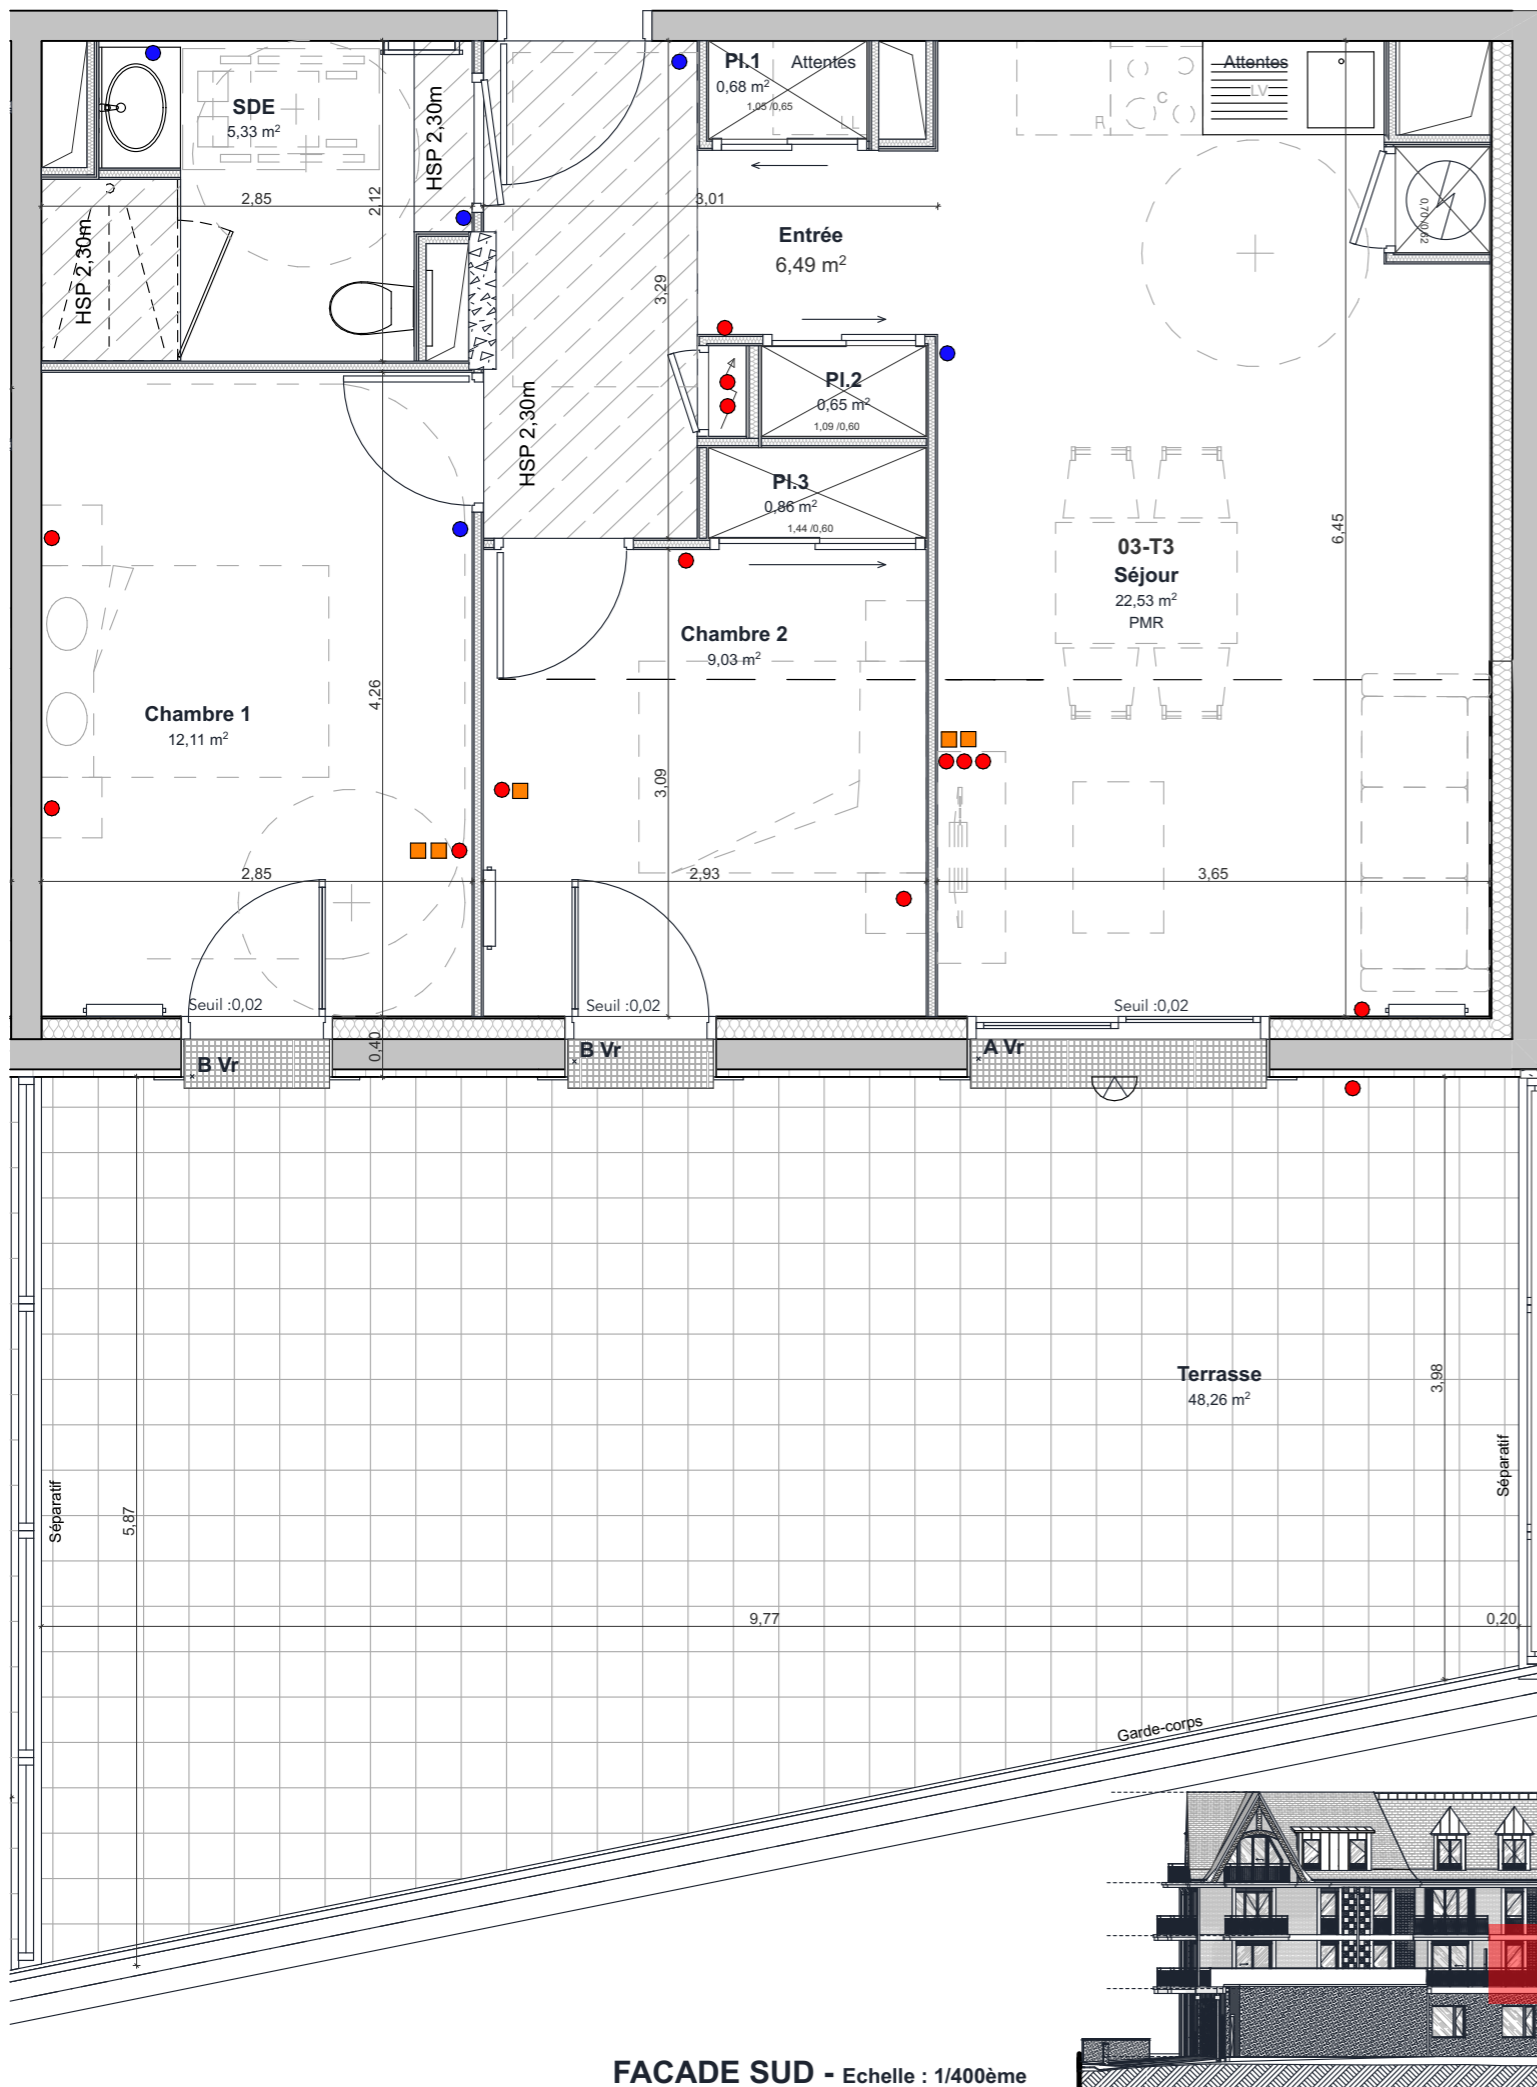 Pl.1
Attentes
0,68 m²
1,05 /0,65
LL
Attentes
LV
C
R
SDE
5,33 m²
HSP 2,30m
2,85
2,12
3,01
HSP 2,30m
Entrée
6,49 m²
0,70 /0,62
3,29
Pl.2
0,65 m²
1,09 /0,60
HSP 2,30m
Pl.3
0,86 m²
1,44 /0,60
6,45
03-T3
Séjour
22,53 m²
PMR
Chambre 2
9,03 m²
Chambre 1
12,11 m²
4,26
3,09
2,85
2,93
3,65
Seuil :0,02
Seuil :0,02
Seuil :0,02
0,40
B Vr
B Vr
A Vr
Terrasse
48,26 m²
3,98
Séparatif
Séparatif
5,87
9,77
0,20
Garde-corps
FACADE SUD - Echelle : 1/400ème